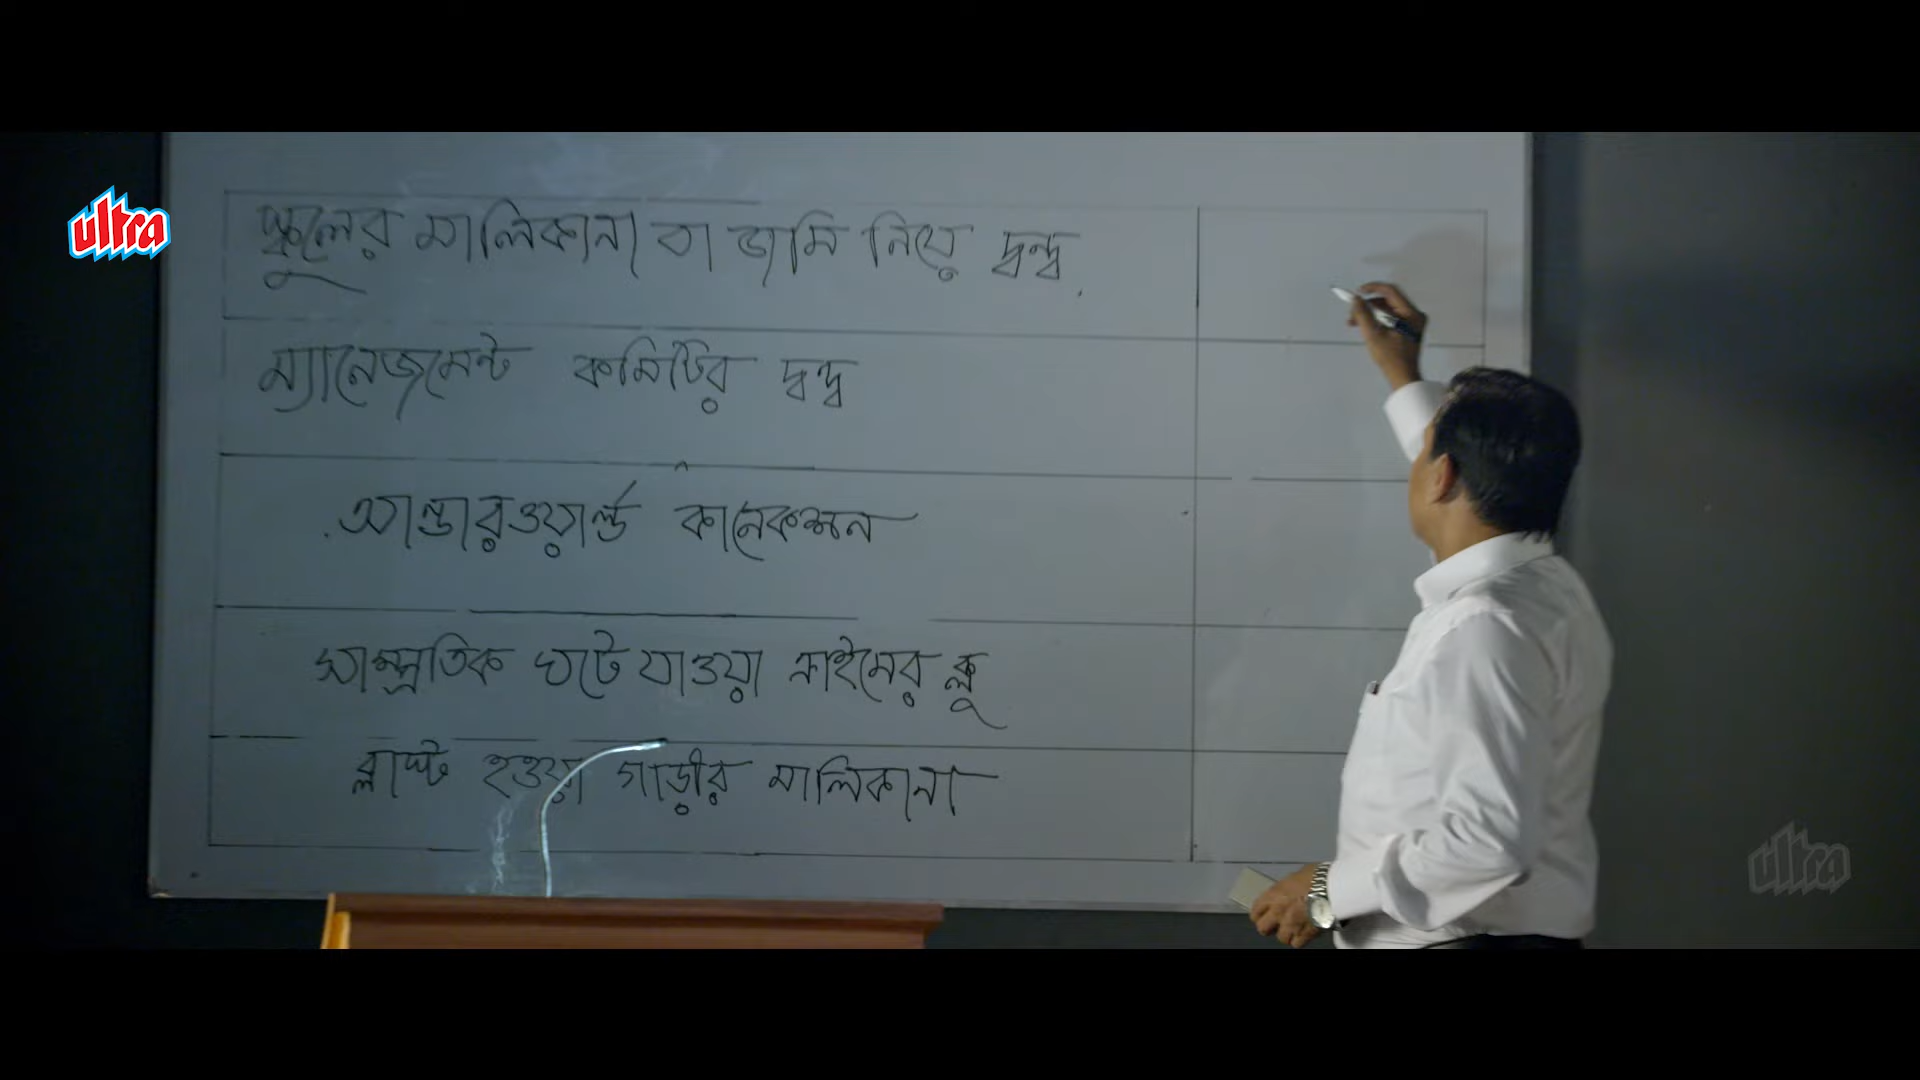 ultra
স্কুলের মালিকানা বা জমি নিয়ে দ্বন্দ্ব
ম্যানেজমেন্ট কমিটির দ্বন্দ্ব
আন্ডারওয়ার্ল্ড কানেকশন
সাম্প্রতিক ঘটে যাওয়া ক্রাইমের ক্লু
ব্লাস্ট হওয়া গাড়ীর মালিকানা
ultra